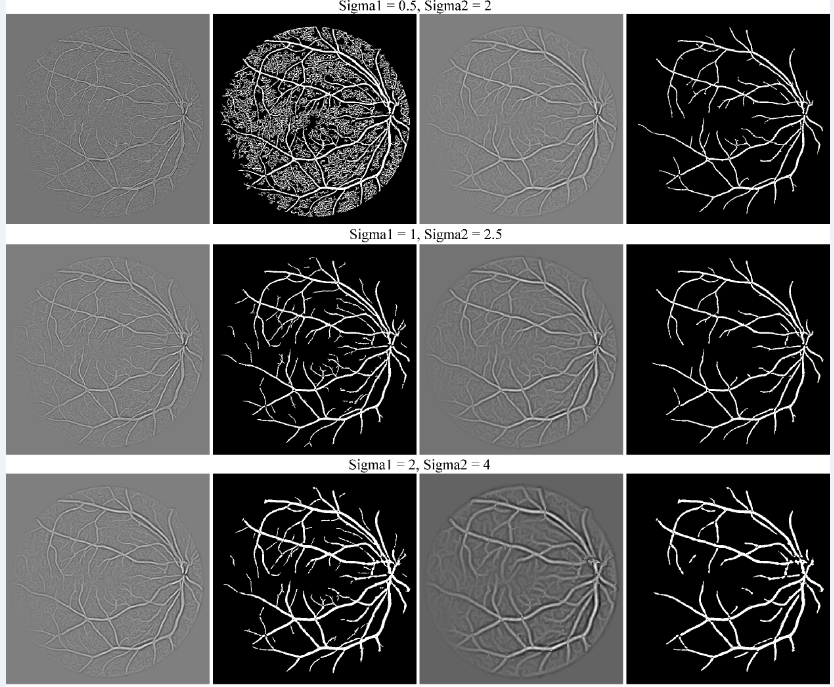 Sigma1 = 0.5, Sigma2 = 2
Sigma1 = 1, Sigma2 = 2.5
Sigma1 = 2, Sigma2 = 4